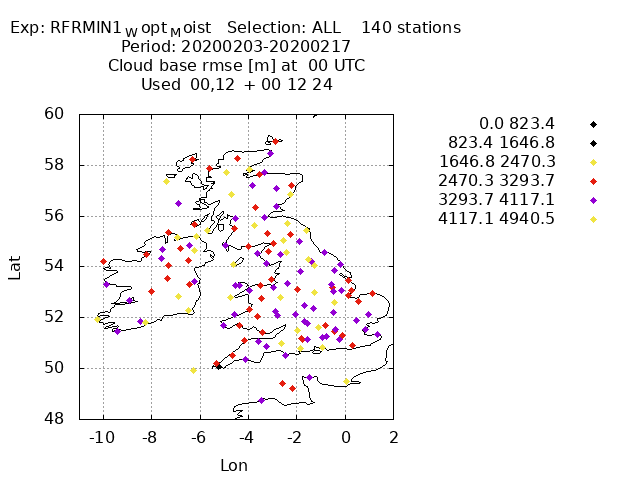 Exp: RFRMIN1WoptMoist Selection: ALL 140 stations
Period: 20200203-20200217
Cloud base rmse [m] at 00 UTC
Used 00,12 + 00 12 24
60
58
56
54
52
50
48
Lat
-10 -8 -6 -4 -2 0 2
Lon
0.0 823.4
823.4 1646.8
1646.8 2470.3
2470.3 3293.7
3293.7 4117.1
4117.1 4940.5